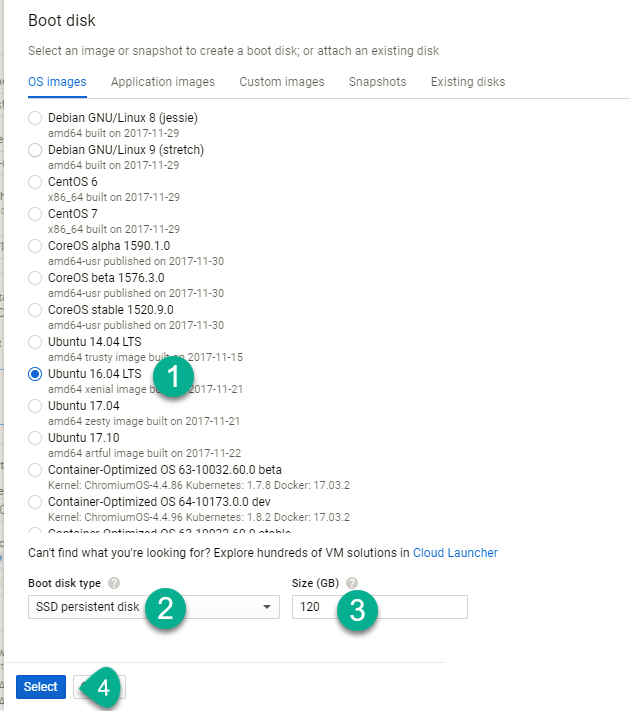 Boot disk
Select an image or snapshot to create a boot disk; or attach an existing disk
OS images Application images Custom images Snapshots Existing disks
Debian GNU/Linux 8 (jessie)
amd64 built on 2017-11-29
Debian GNU/Linux 9 (stretch)
amd64 built on 2017-11-29
CentOS 6
x86_64 built on 2017-11-29
CentOS 7
x86_64 built on 2017-11-29
CoreOS alpha 1590.1.0
amd64-usr published on 2017-11-30
CoreOS beta 1576.3.0
amd64-usr published on 2017-11-30
CoreOS stable 1520.9.0
amd64-usr published on 2017-11-30
Ubuntu 14.04 LTS
amd64 trusty image built on 2017-11-15
Ubuntu 16.04 LTS 1
amd64 xenial image 2017-11-21
Ubuntu 17.04
amd64 zesty image built on 2017-11-21
Ubuntu 17.10
amd64 artful image built on 2017-11-22
Container-Optimized OS 63-10032.60.0 beta
Kernel: ChromiumOS-4.4.86 Kubernetes: 1.7.8 Docker: 17.03.2
Container-Optimized OS 64-10173.0.0 dev
Kernel: ChromiumOS-4.4.96 Kubernetes: 1.8.2 Docker: 17.03.2
Container-Optimized OS 63-10032.60.0 stable
Can't find what you're looking for? Explore hundreds of VM solutions in Cloud Launcher
Boot disk type ? Size (GB) ?
SSD persistent disk 2 120 3
Select 4